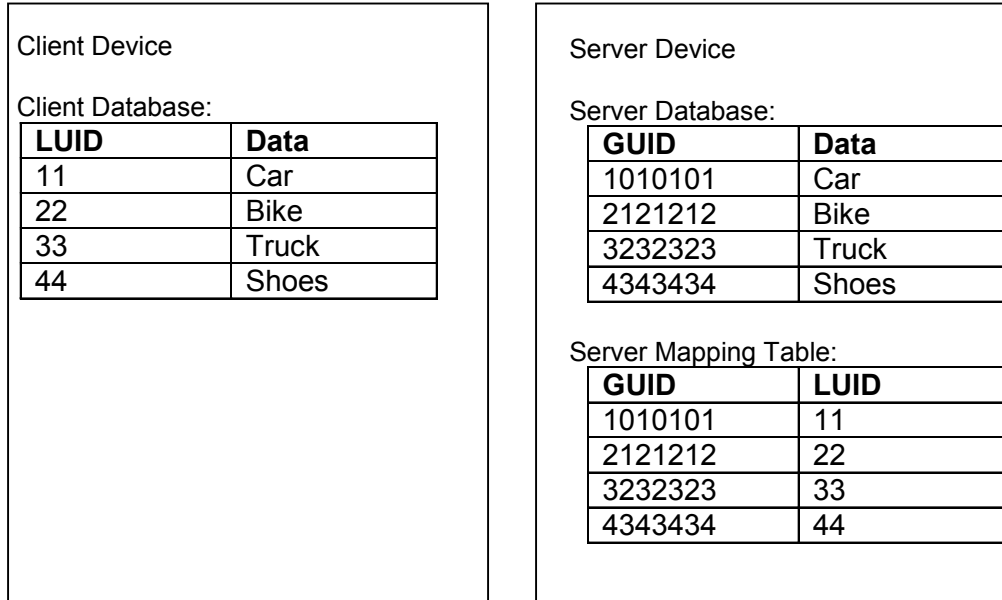 Client Device
Client Database:
LUID Data
11 Car
22 Bike
33 Truck
44 Shoes
Server Device
Server Database:
GUID Data
1010101 Car
2121212 Bike
3232323 Truck
4343434 Shoes
Server Mapping Table:
GUID LUID
1010101 11
2121212 22
3232323 33
4343434 44